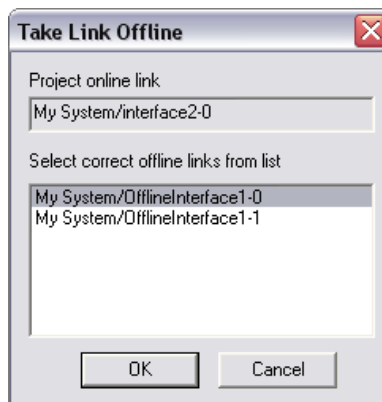 Take Link Offline
Project online link
My System/interface2-0
Select correct offline links from list
My System/OfflineInterface1-0
My System/OfflineInterface1-1
OK Cancel